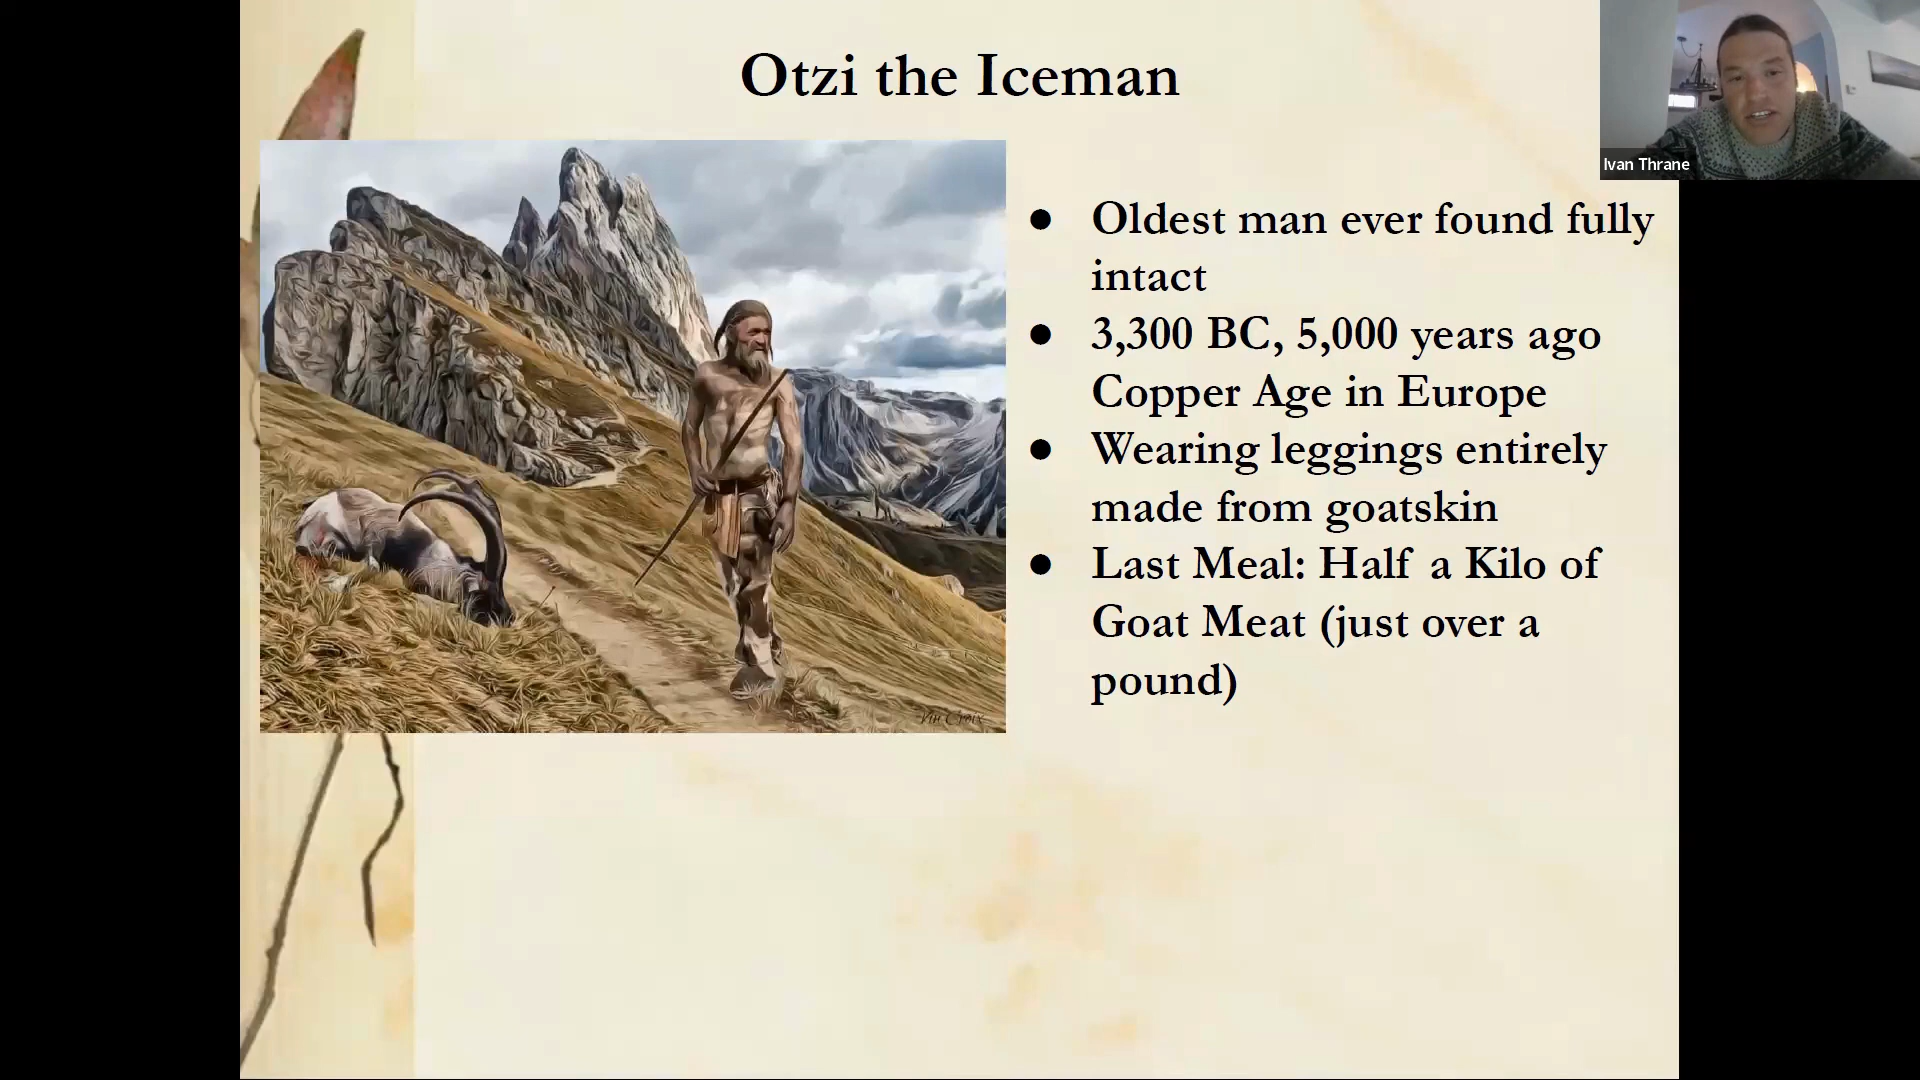 Otzi the Iceman
Ivan Thrane
● Oldest man ever found fully
intact
● 3,300 BC, 5,000 years ago
Copper Age in Europe
● Wearing leggings entirely
made from goatskin
● Last Meal: Half a Kilo of
Goat Meat (just over a
pound)
Vin Croix